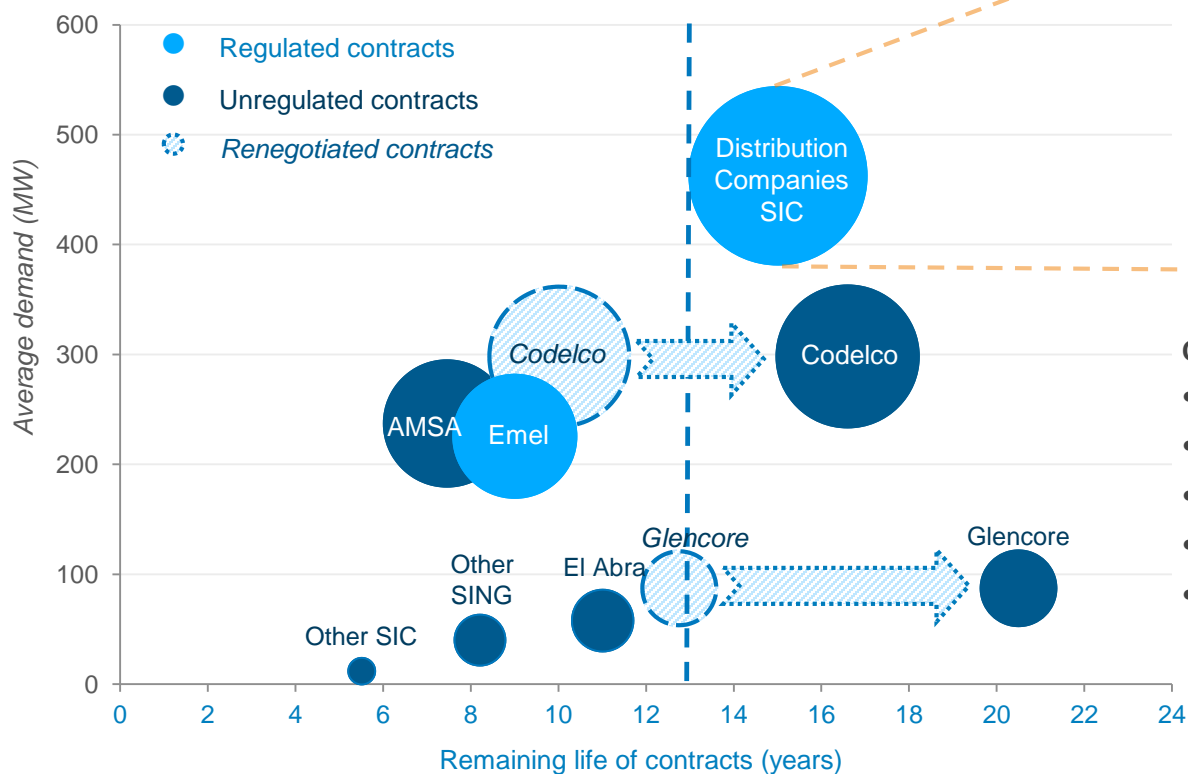 600
500
400
300
200
100
0
Average demand (MW)
Regulated contracts
Unregulated contracts
Renegotiated contracts
Distribution
Companies
SIC
Codelco
Codelco
AMSA
Emel
Glencore
Glencore
Other
SING
El Abra
Other SIC
0 2 4 6 8 10 12 14 16 18 20 22 24
Remaining life of contracts (years)